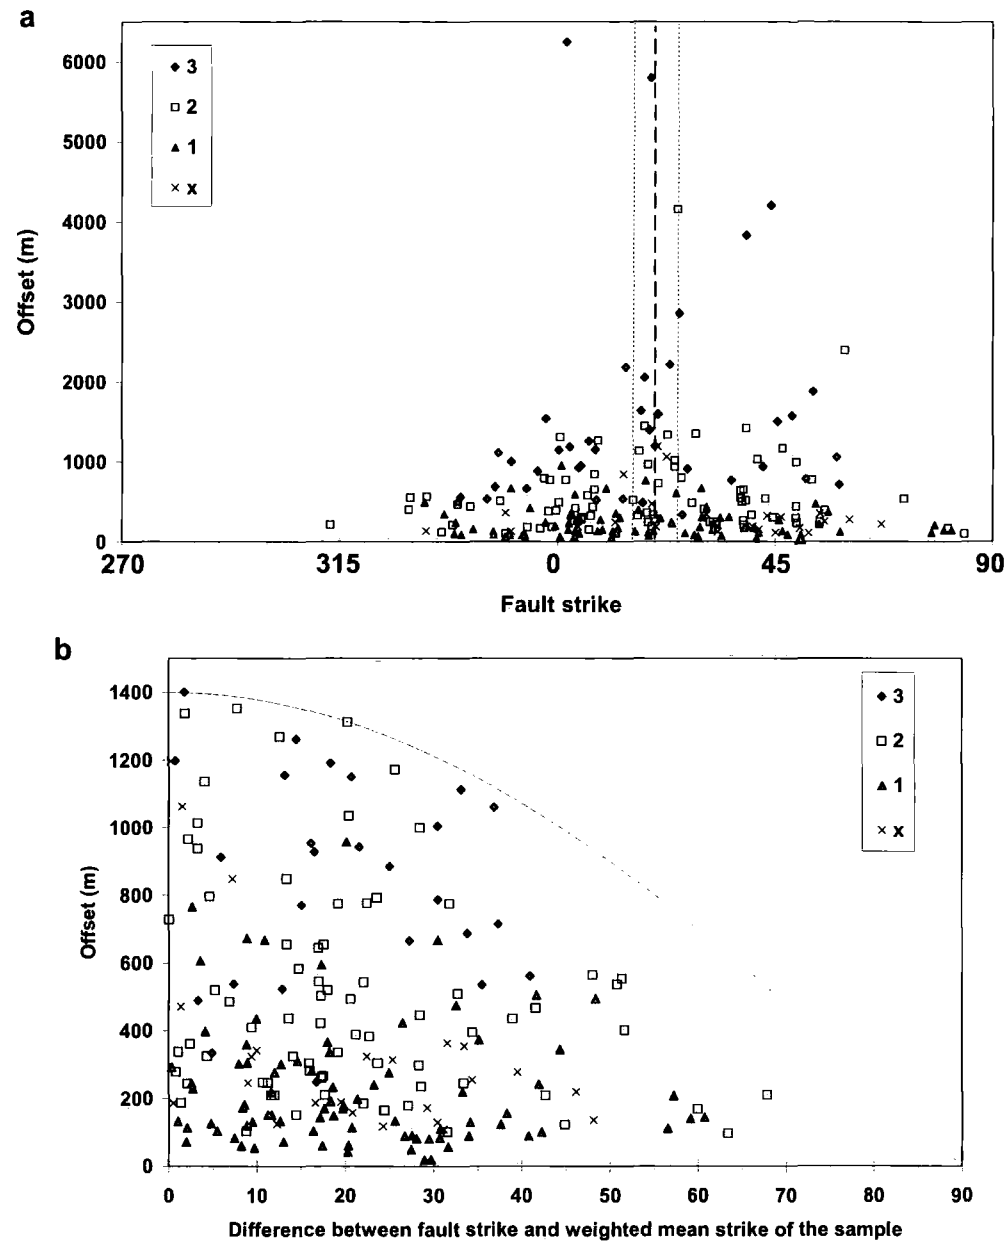 a
6000
5000
4000
3000
2000
1000
0
Offset (m)
3
2
1
x
270 315 0 45 90
Fault strike
b
1400
1200
1000
800
600
400
200
0
Offset (m)
3
2
1
x
0 10 20 30 40 50 60 70 80 90
Difference between fault strike and weighted mean strike of the sample